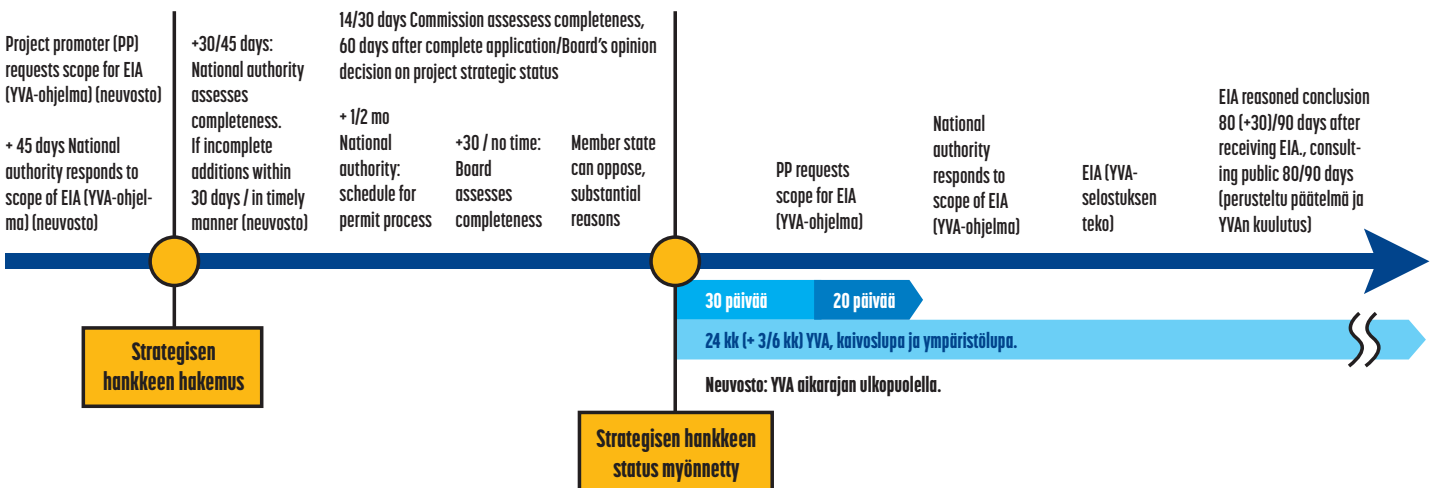 Project promoter (PP)
requests scope for EIA
(YVA-ohjelma) (neuvosto)
+ 45 days National
authority responds to
scope of EIA (YVA-ohjel-
ma) (neuvosto)
+30/45 days:
National authority
assesses
completeness.
If incomplete
additions within
30 days / in timely
manner (neuvosto)
14/30 days Commission assessess completeness,
60 days after complete application/Board's opinion
decision on project strategic status
+ 1/2 mo
National
authority:
schedule for
permit process
+30 / no time:
Board
assesses
completeness
Member state
can oppose,
substantial
reasons
PP requests
scope for EIA
(YVA-ohjelma)
National
authority
responds to
scope of EIA
(YVA-ohjelma)
EIA (YVA-
selostuksen
teko)
EIA reasoned conclusion
80 (+30)/90 days after
receiving EIA., consult-
ing public 80/90 days
(perusteltu päätelmä ja
YVAn kuulutus)
30 päivää
20 päivää
24 kk (+ 3/6 kk) YVA, kaivoslupa ja ympäristölupa.
Neuvosto: YVA aikarajan ulkopuolella.
Strategisen
hankkeen hakemus
Strategisen hankkeen
status myönnetty